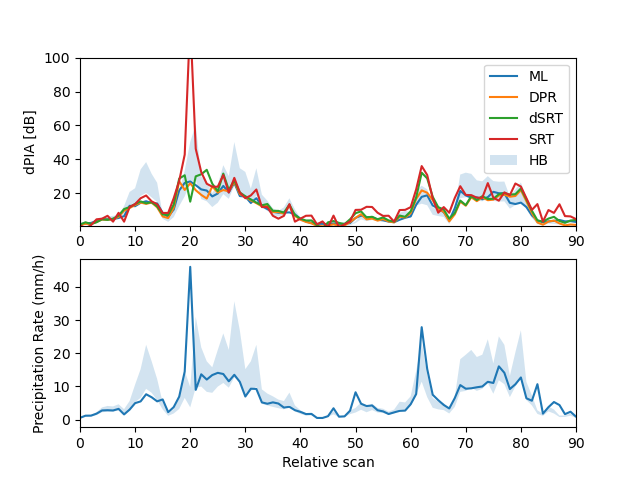 dPIA [dB]
100
80
60
40
20
ML
DPR
dSRT
SRT
HB
0 10 20 30 40 50 60 70 80 90
Precipitation Rate (mm/h)
40
30
20
10
0
0 10 20 30 40 50 60 70 80 90
Relative scan